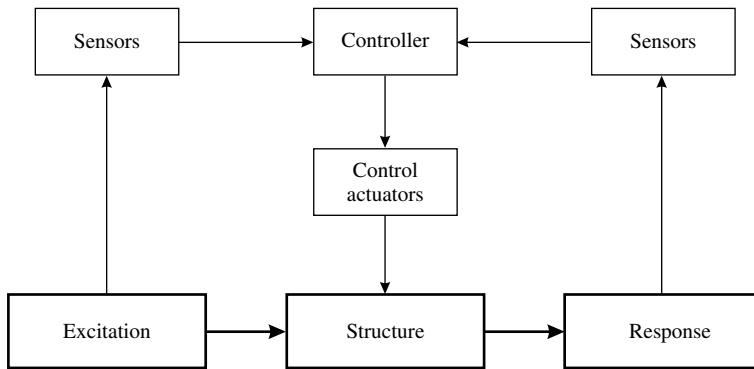 Sensors
Controller
Sensors
Control
actuators
Excitation
Structure
Response